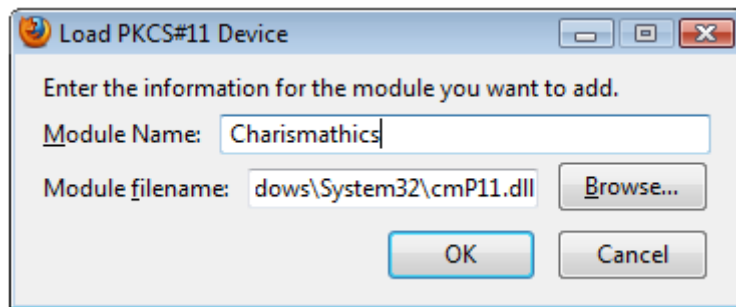 Load PKCS#11 Device
Enter the information for the module you want to add.
Module Name: Charismathics
Module filename: dows\System32\cmP11.dll Browse...
OK Cancel